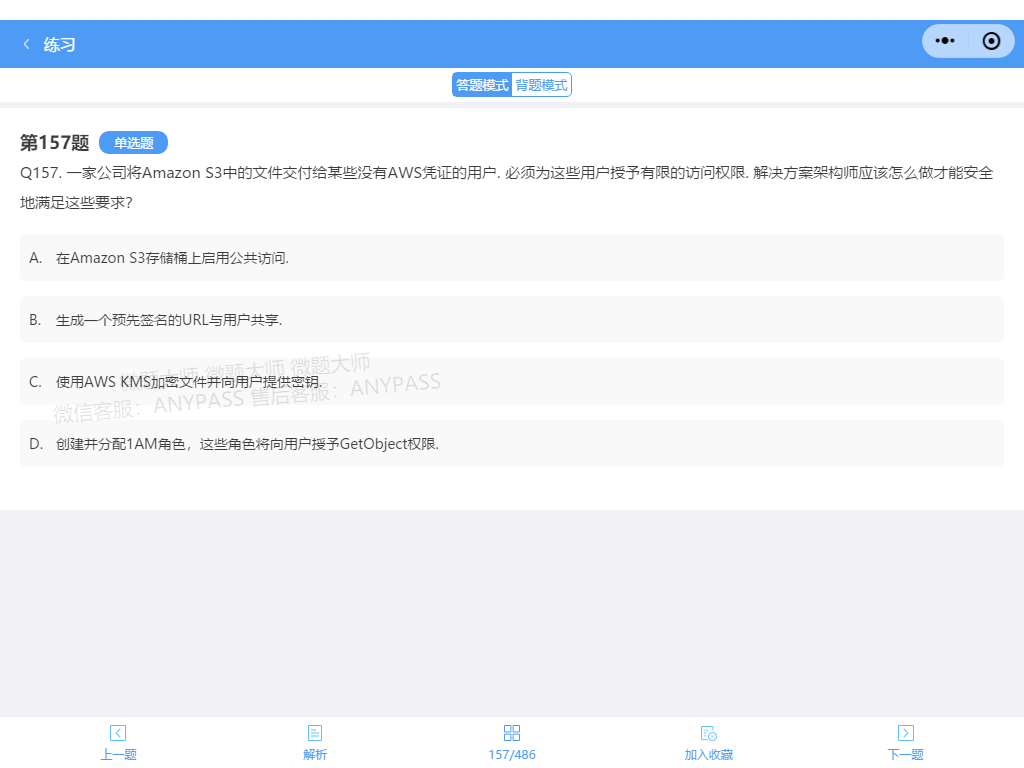 练习
答题模式 背题模式
第157题 单选题
Q157. 一家公司将Amazon S3中的文件交付给某些没有AWS凭证的用户. 必须为这些用户授予有限的访问权限. 解决方案架构师应该怎么做才能安全
地满足这些要求?
A. 在Amazon S3存储桶上启用公共访问.
B. 生成一个预先签名的URL与用户共享.
微题大师 微题大师 微题大师
C. 使用AWS KMS加密文件并向用户提供密钥.
微信客服：ANYPASS 售后客服：ANYPASS
D. 创建并分配1AM角色，这些角色将向用户授予GetObject权限.
上一题 解析 157/486 加入收藏 下一题